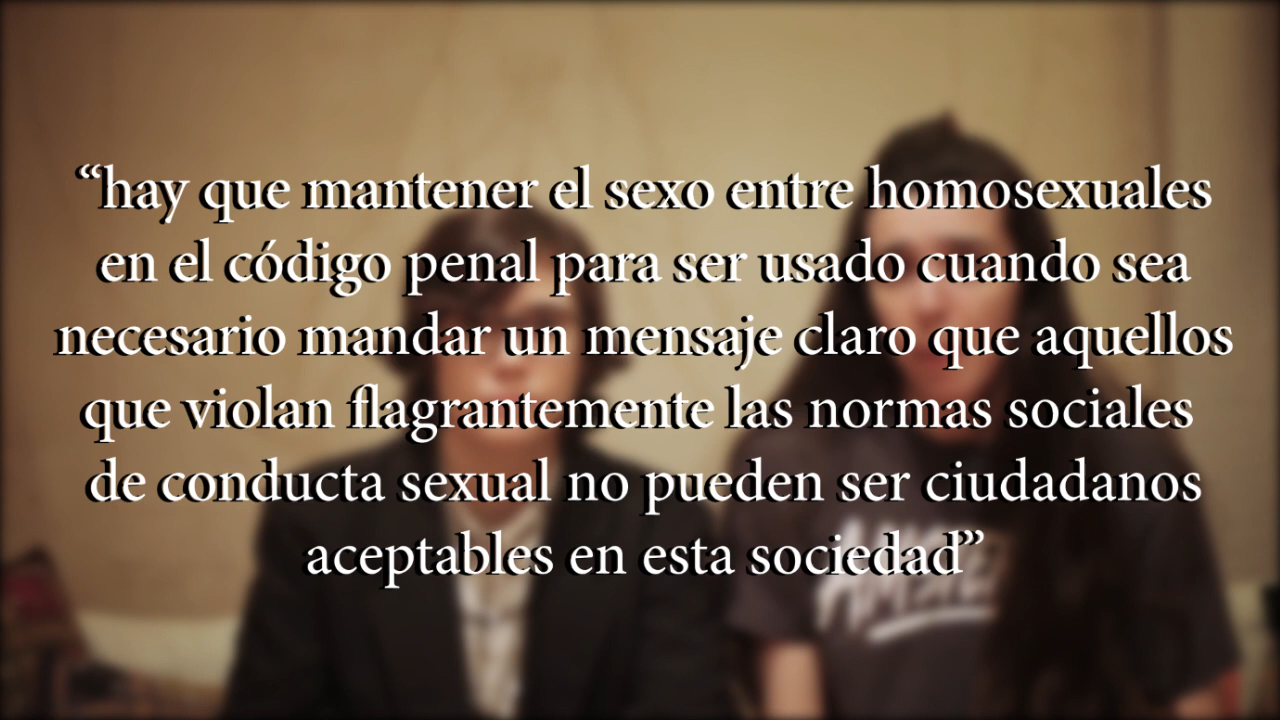 “hay que mantener el sexo entre homosexuales
en el código penal para ser usado cuando sea
necesario mandar un mensaje claro que aquellos
que violan flagrantemente las normas sociales
de conducta sexual no pueden ser ciudadanos
aceptables en esta sociedad”